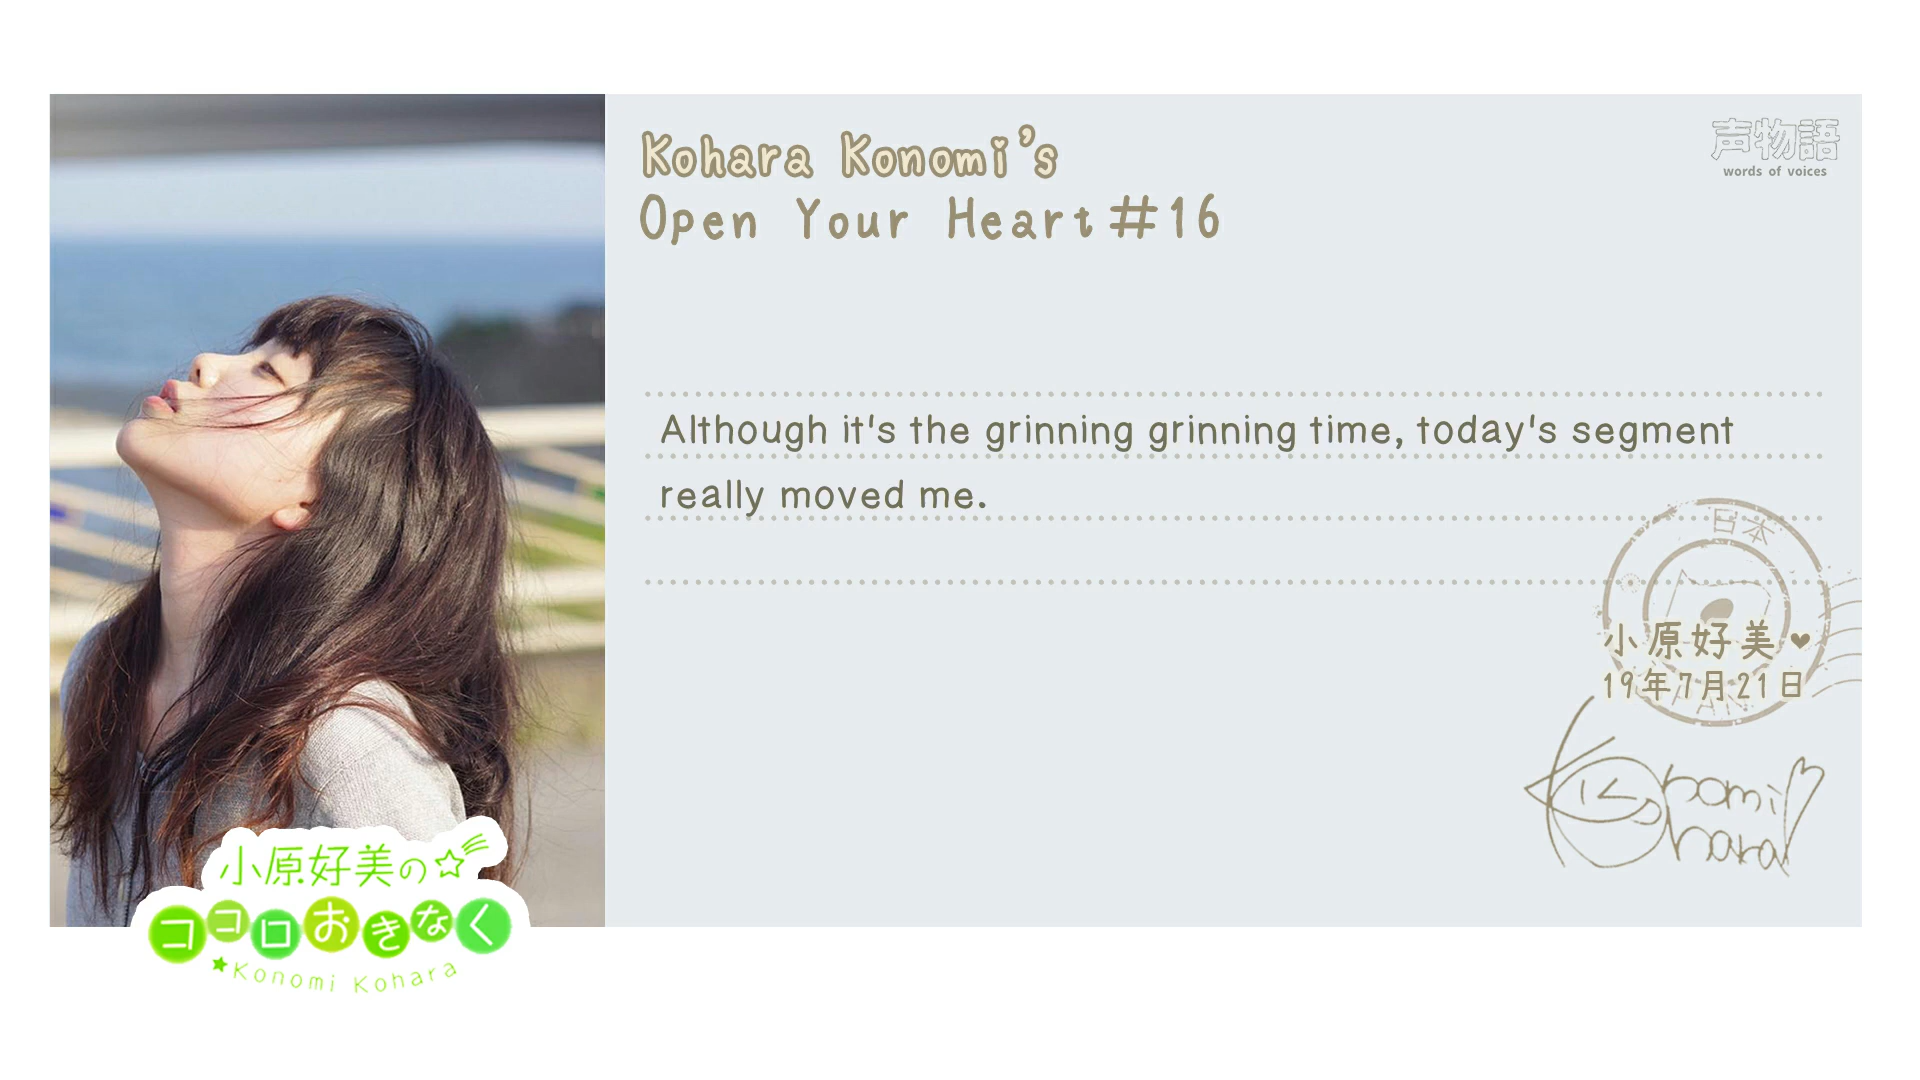 Kohara Konomi's
Open Your Heart #16
声物語
words of voices
Although it's the grinning grinning time, today's segment
really moved me.
日本
小原好美♥
19年7月21日
Konomi
Kohara
小原好美の☆
ココロおきなく
★Konomi Kohara